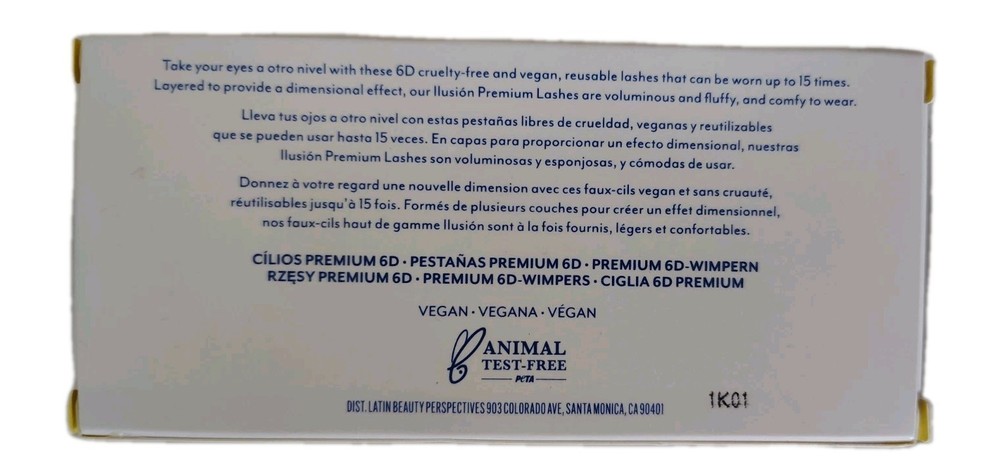 Take your eyes a otro nivel with these 6D cruelty-free and vegan, reusable lashes that can be worn up to 15 times.
Layered to provide a dimensional effect, our Ilusión Premium Lashes are voluminous and fluffy, and comfy to wear.
Lleva tus ojos a otro nivel con estas pestañas libres de crueldad, veganas y reutilizables
que se pueden usar hasta 15 veces. En capas para proporcionar un efecto dimensional, nuestras
Ilusión Premium Lashes son voluminosas y esponjosas, y cómodas de usar.
Donnez à votre regard une nouvelle dimension avec ces faux-cils vegan et sans cruauté,
réutilisables jusqu'à 15 fois. Formés de plusieurs couches pour créer un effet dimensionnel,
nos faux-cils haut de gamme Ilusión sont à la fois fournis, légers et confortables.
CÍLIOS PREMIUM 6D · PESTAÑAS PREMIUM 6D · PREMIUM 6D-WIMPERN
RZĘSY PREMIUM 6D · PREMIUM 6D-WIMPERS · CIGLIA 6D PREMIUM
VEGAN · VEGANA · VÉGAN
ANIMAL
TEST-FREE
PETA
DIST. LATIN BEAUTY PERSPECTIVES 903 COLORADO AVE, SANTA MONICA, CA 90401
1K01